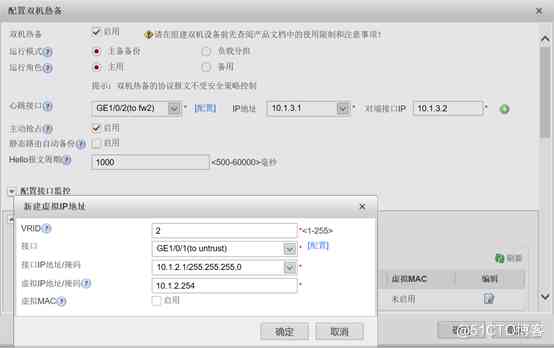 配置双机热备
双机热备 启用 请在组建双机设备前先查阅产品文档中的使用限制和注意事项!
运行模式 主备备份 负载分担
运行角色 主用 备用
提示: 双机热备的协议报文不受安全策略控制
心跳接口 GE1/0/2(to fw2) * [配置] IP地址 10.1.3.1 * 对端接口IP 10.1.3.2 *
主动抢占 启用
静态路由自动备份 启用
Hello报文周期 1000 <500-60000>毫秒
配置接口监控
新建虚拟IP地址
VRID 2 *<1-255>
接口 GE1/0/1(to untrust) * [配置]
接口IP地址/掩码 10.1.2.1/255.255.255.0 *
虚拟IP地址/掩码 10.1.2.254 *
虚拟MAC 启用
确定 取消
刷新
虚拟MAC 编辑
未启用
@51CTO博客